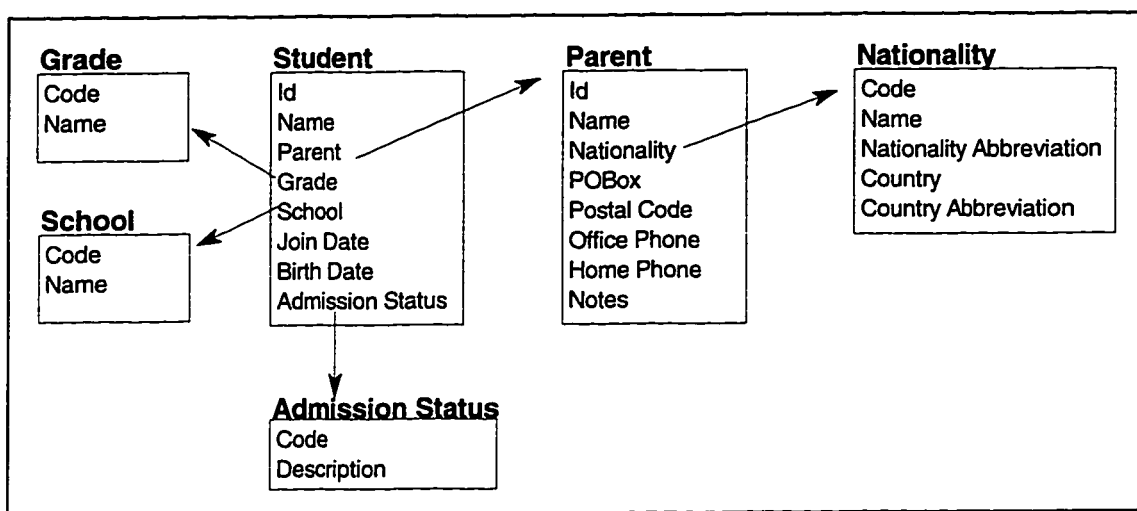 Grade
Code
Name
School
Code
Name
Student
Id
Name
Parent
Grade
School
Join Date
Birth Date
Admission Status
Admission Status
Code
Description
Parent
Id
Name
Nationality
POBox
Postal Code
Office Phone
Home Phone
Notes
Nationality
Code
Name
Nationality Abbreviation
Country
Country Abbreviation